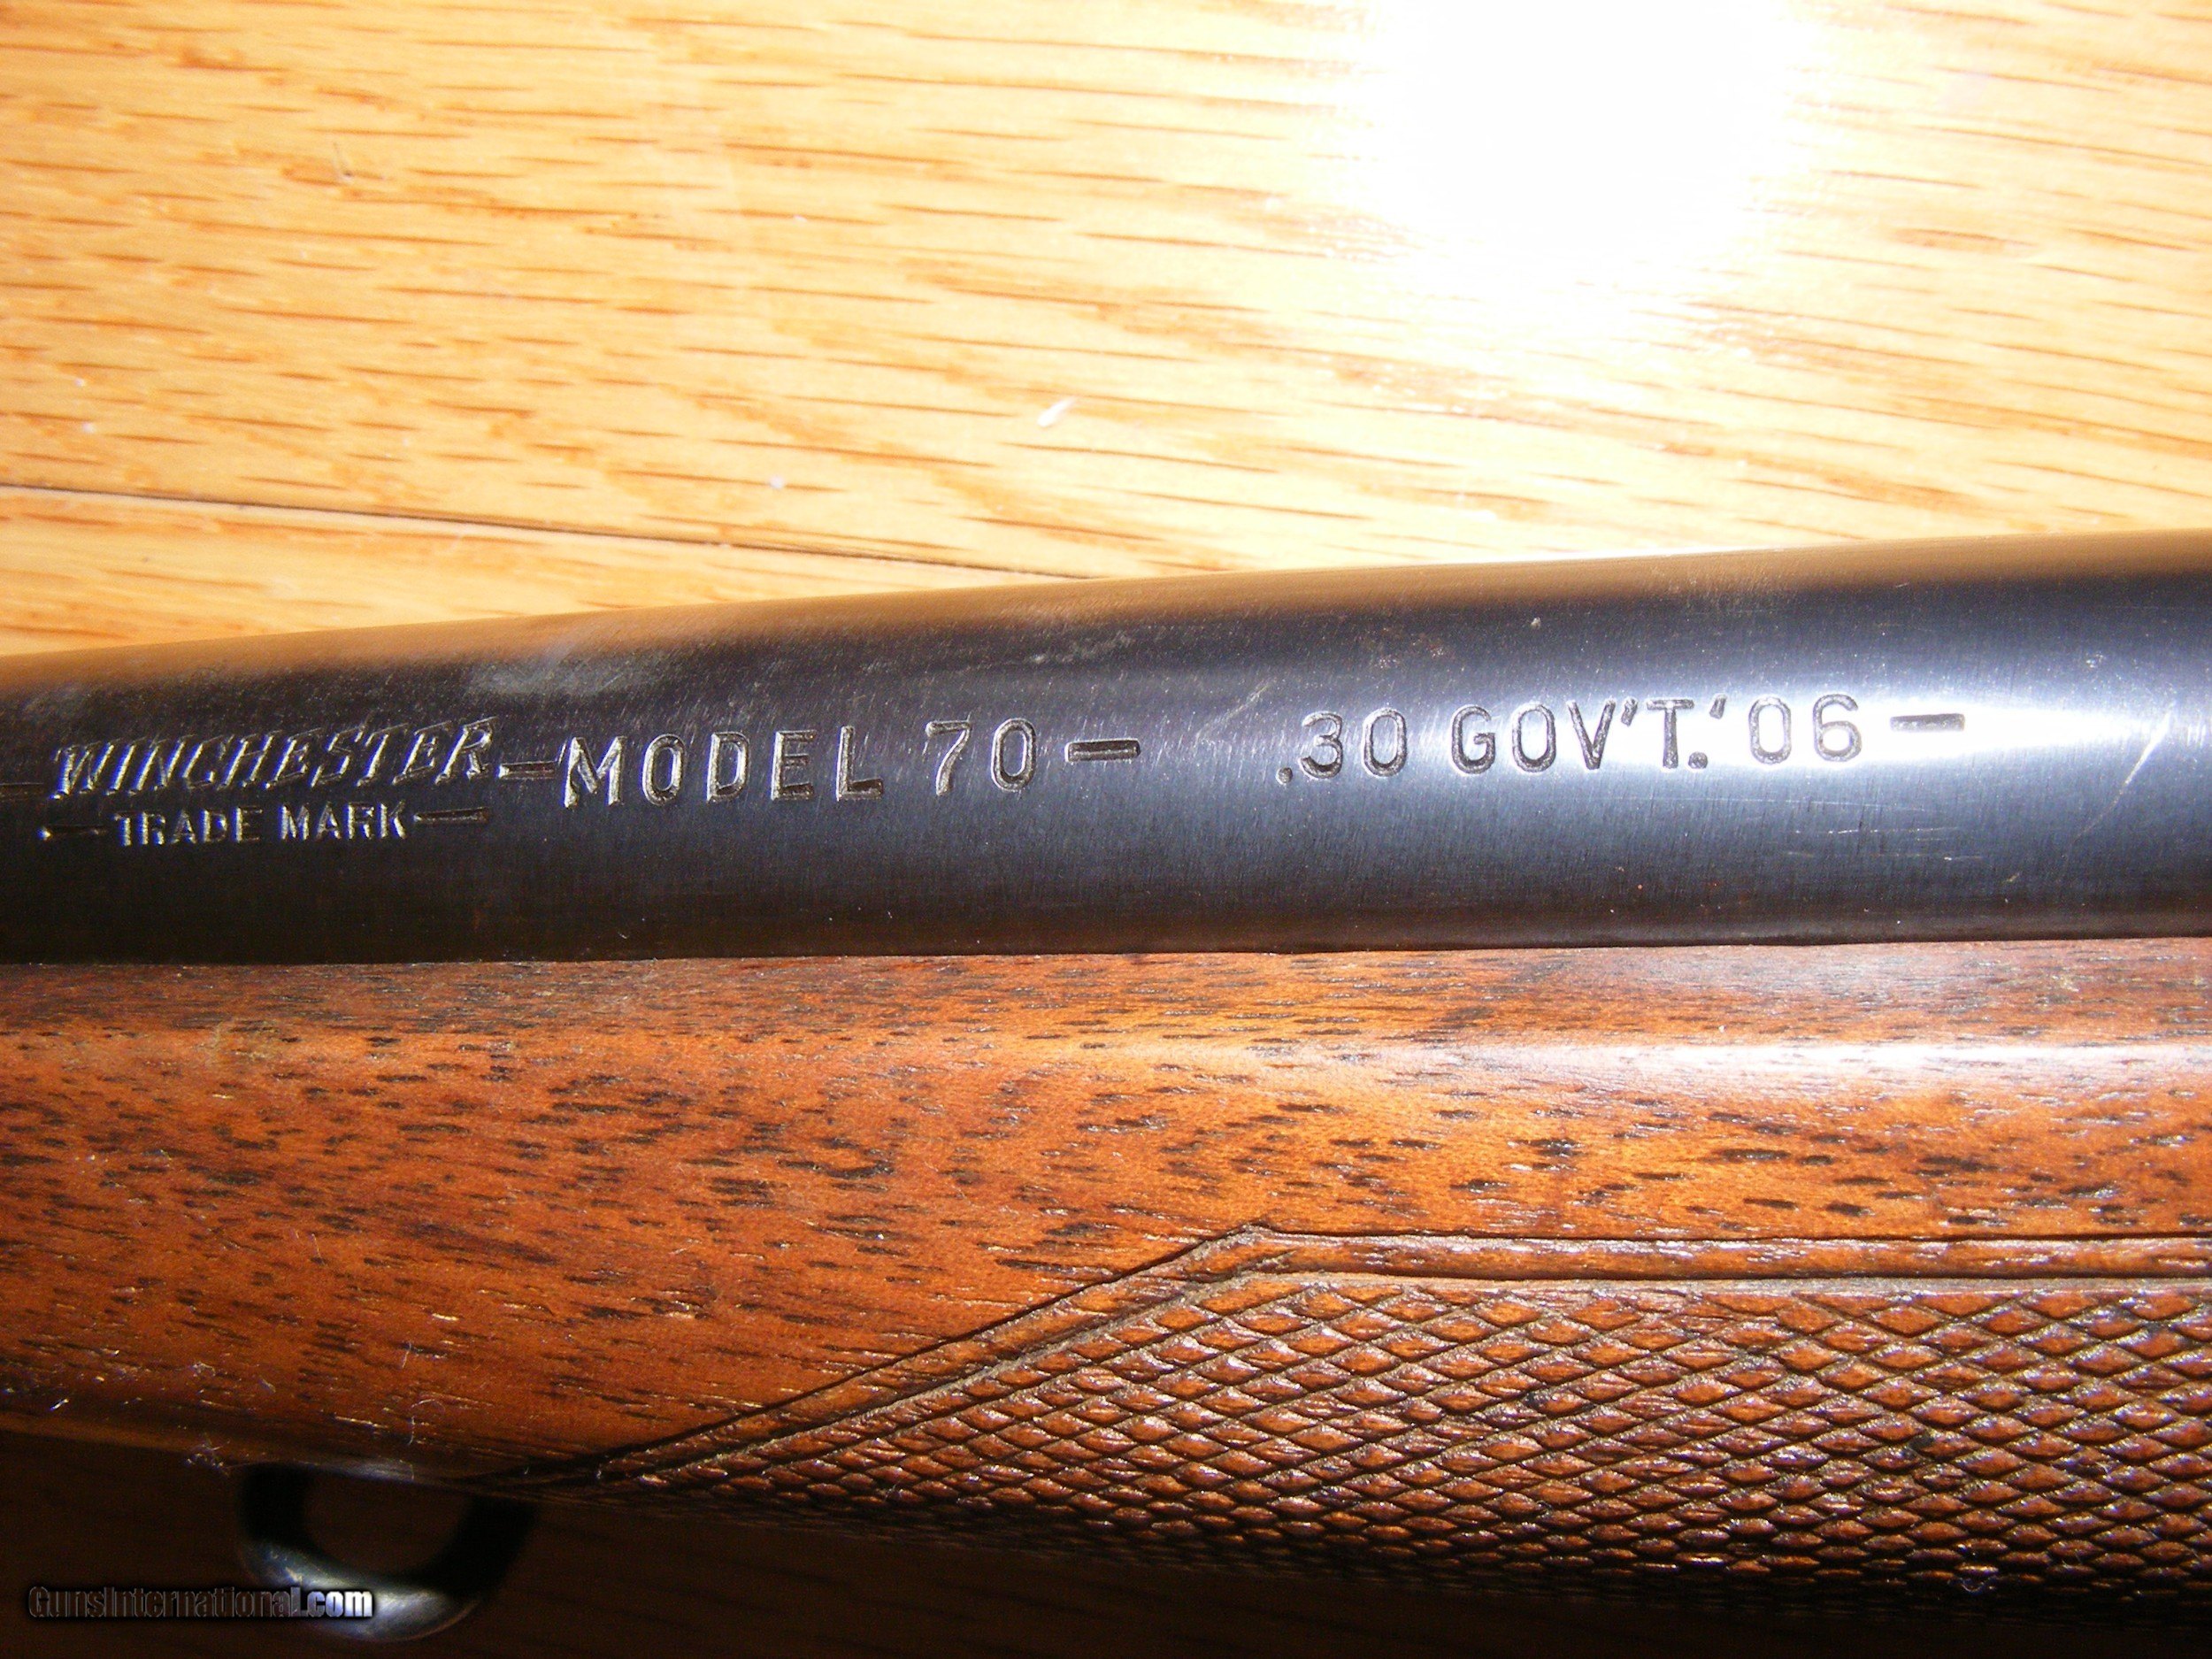 -WINCHESTER- MODEL 70- .30 GOV'T.'06-
-TRADE MARK-
GunsInternational.com